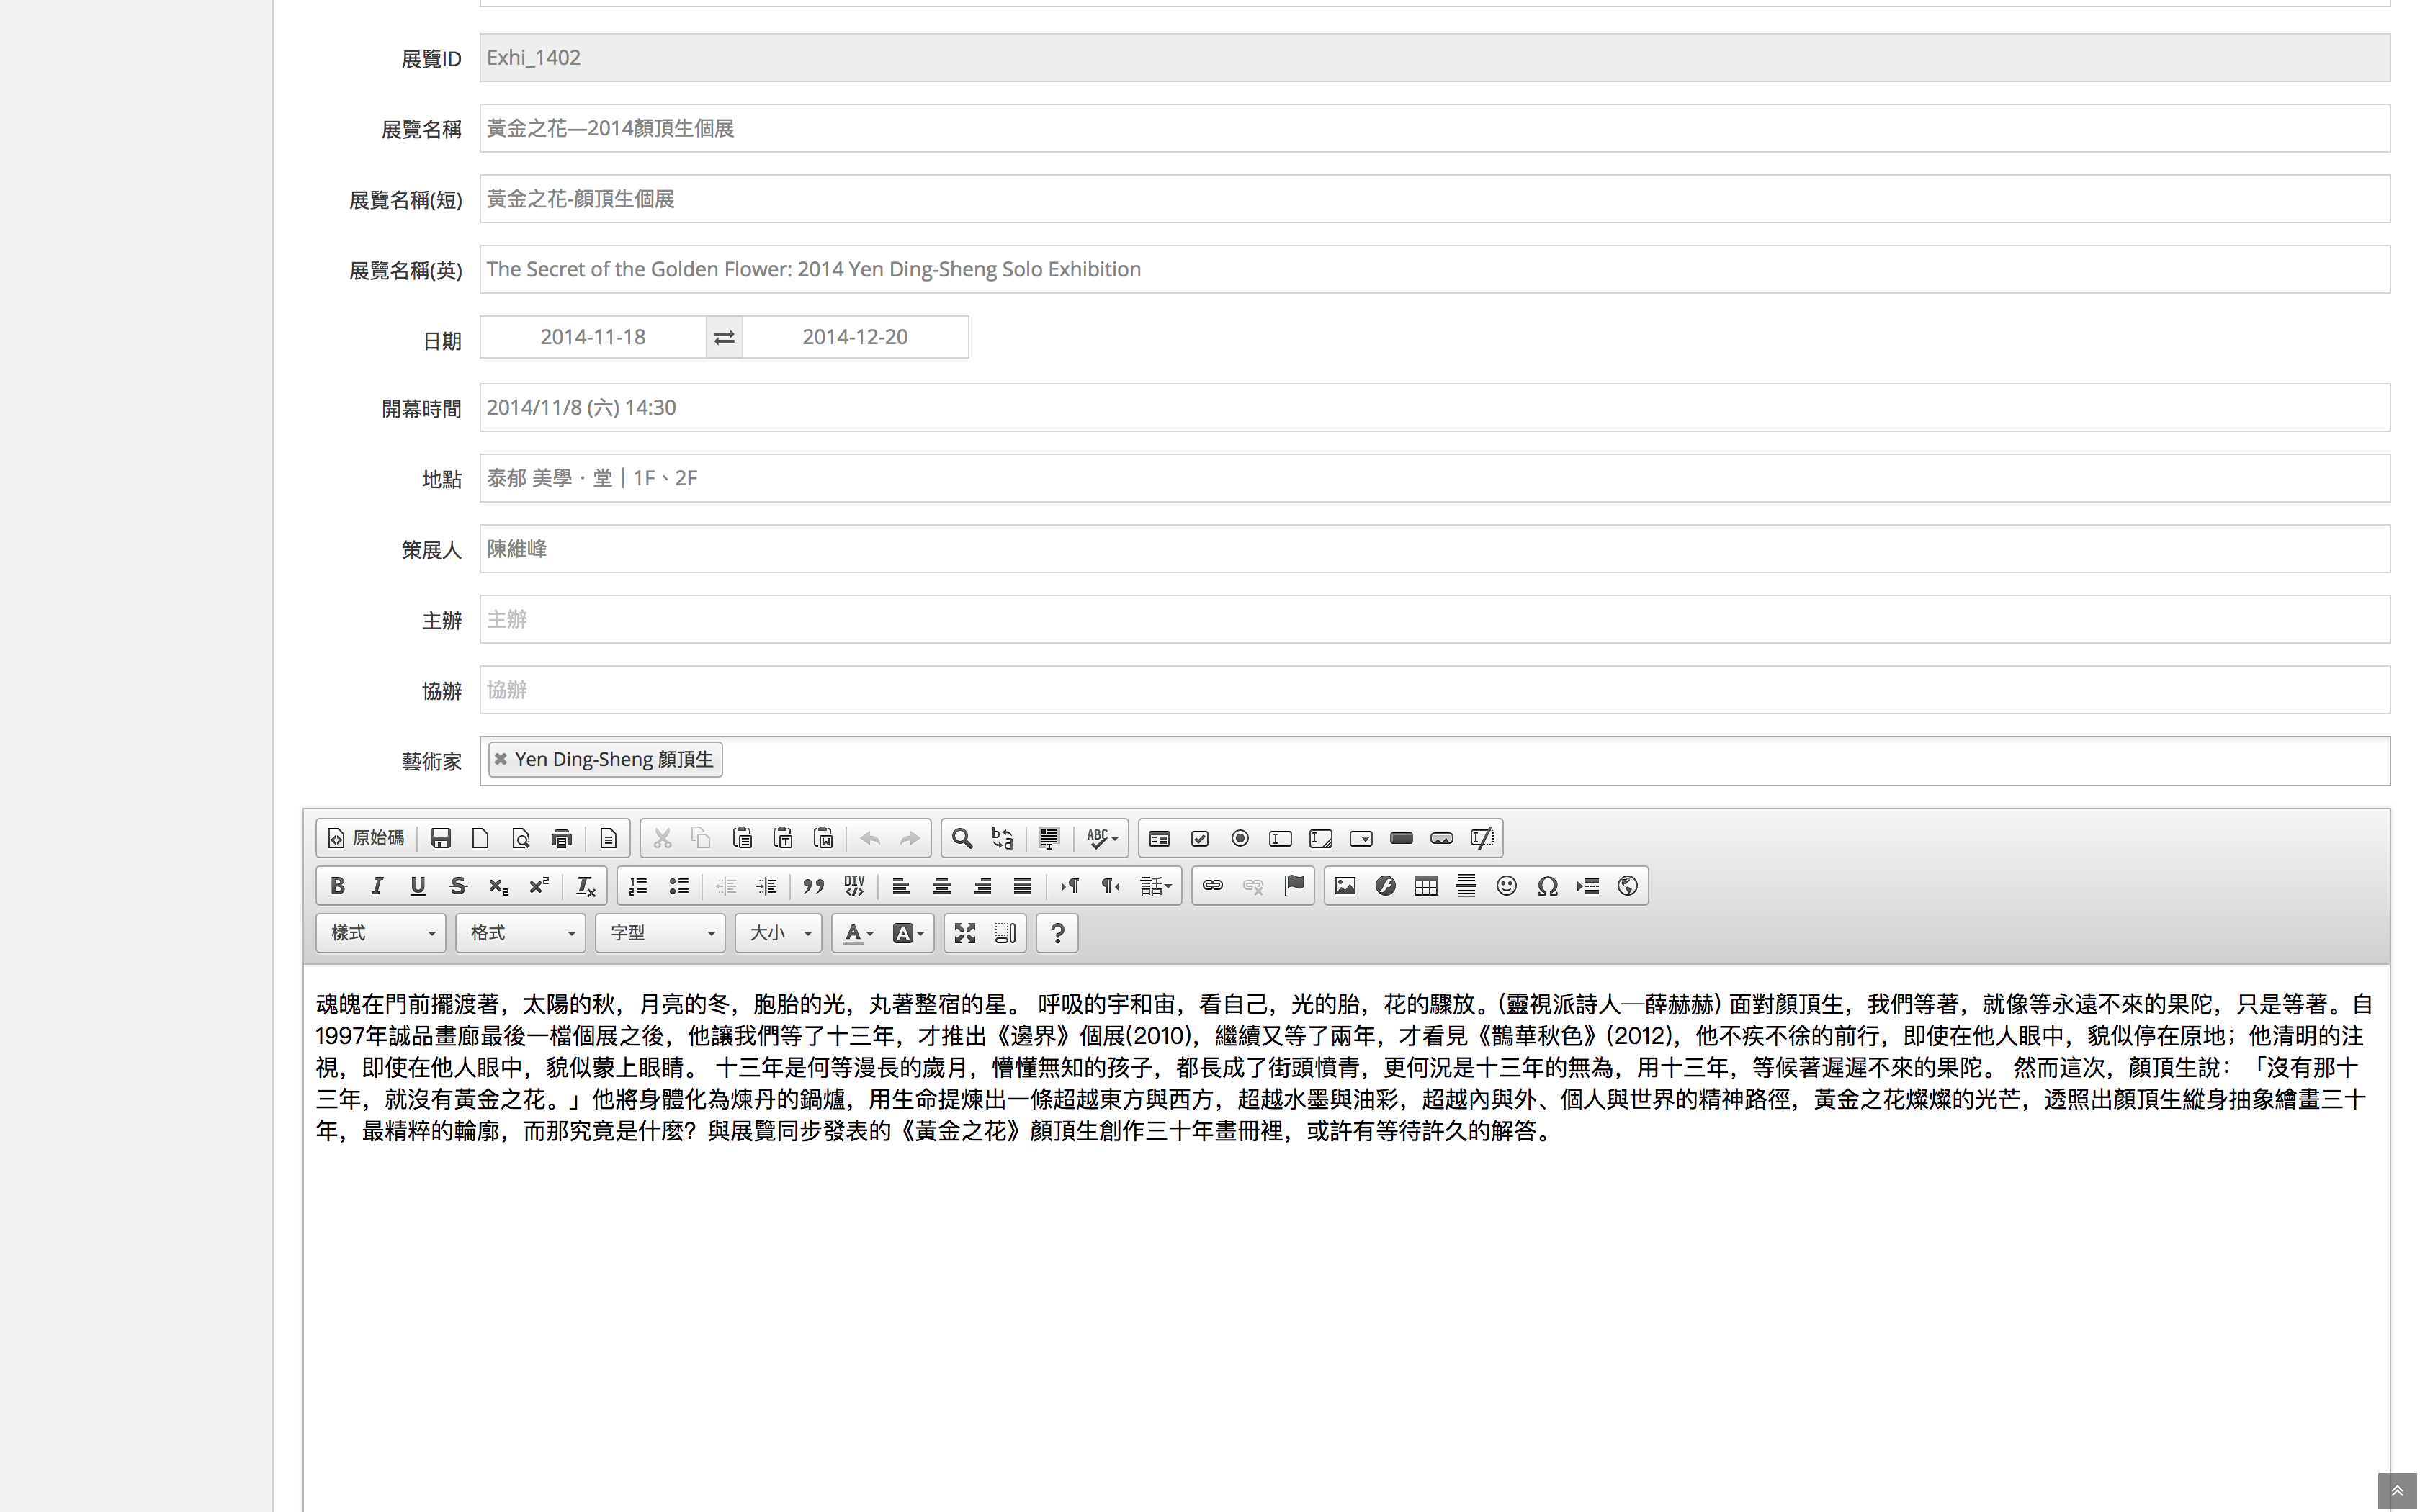 展覽ID Exhi_1402
展覽名稱 黃金之花—2014顏頂生個展
展覽名稱(短) 黃金之花-顏頂生個展
展覽名稱(英) The Secret of the Golden Flower: 2014 Yen Ding-Sheng Solo Exhibition
日期 2014-11-18 2014-12-20
開幕時間 2014/11/8 (六) 14:30
地點 泰郁 美學‧堂｜1F、2F
策展人 陳維峰
主辦 主辦
協辦 協辦
藝術家 Yen Ding-Sheng 顏頂生
原始碼 ABC
B I U S x₂ x² Tx DIV 話
樣式 格式 字型 大小 A A ?
魂魄在門前擺渡著，太陽的秋，月亮的冬，胞胎的光，丸著整宿的星。 呼吸的宇和宙，看自己，光的胎，花的驟放。(靈視派詩人—薛赫赫) 面對顏頂生，我們等著，就像等永遠不來的果陀，只是等著。自
1997年誠品畫廊最後一檔個展之後，他讓我們等了十三年，才推出《邊界》個展(2010)，繼續又等了兩年，才看見《鵲華秋色》(2012)，他不疾不徐的前行，即使在他人眼中，貌似停在原地；他清明的注
視，即使在他人眼中，貌似蒙上眼睛。 十三年是何等漫長的歲月，懵懂無知的孩子，都長成了街頭憤青，更何況是十三年的無為，用十三年，等候著遲遲不來的果陀。 然而這次，顏頂生說：「沒有那十
三年，就沒有黃金之花。」他將身體化為煉丹的鍋爐，用生命提煉出一條超越東方與西方，超越水墨與油彩，超越內與外、個人與世界的精神路徑，黃金之花燦燦的光芒，透照出顏頂生縱身抽象繪畫三十
年，最精粹的輪廓，而那究竟是什麼？與展覽同步發表的《黃金之花》顏頂生創作三十年畫冊裡，或許有等待許久的解答。